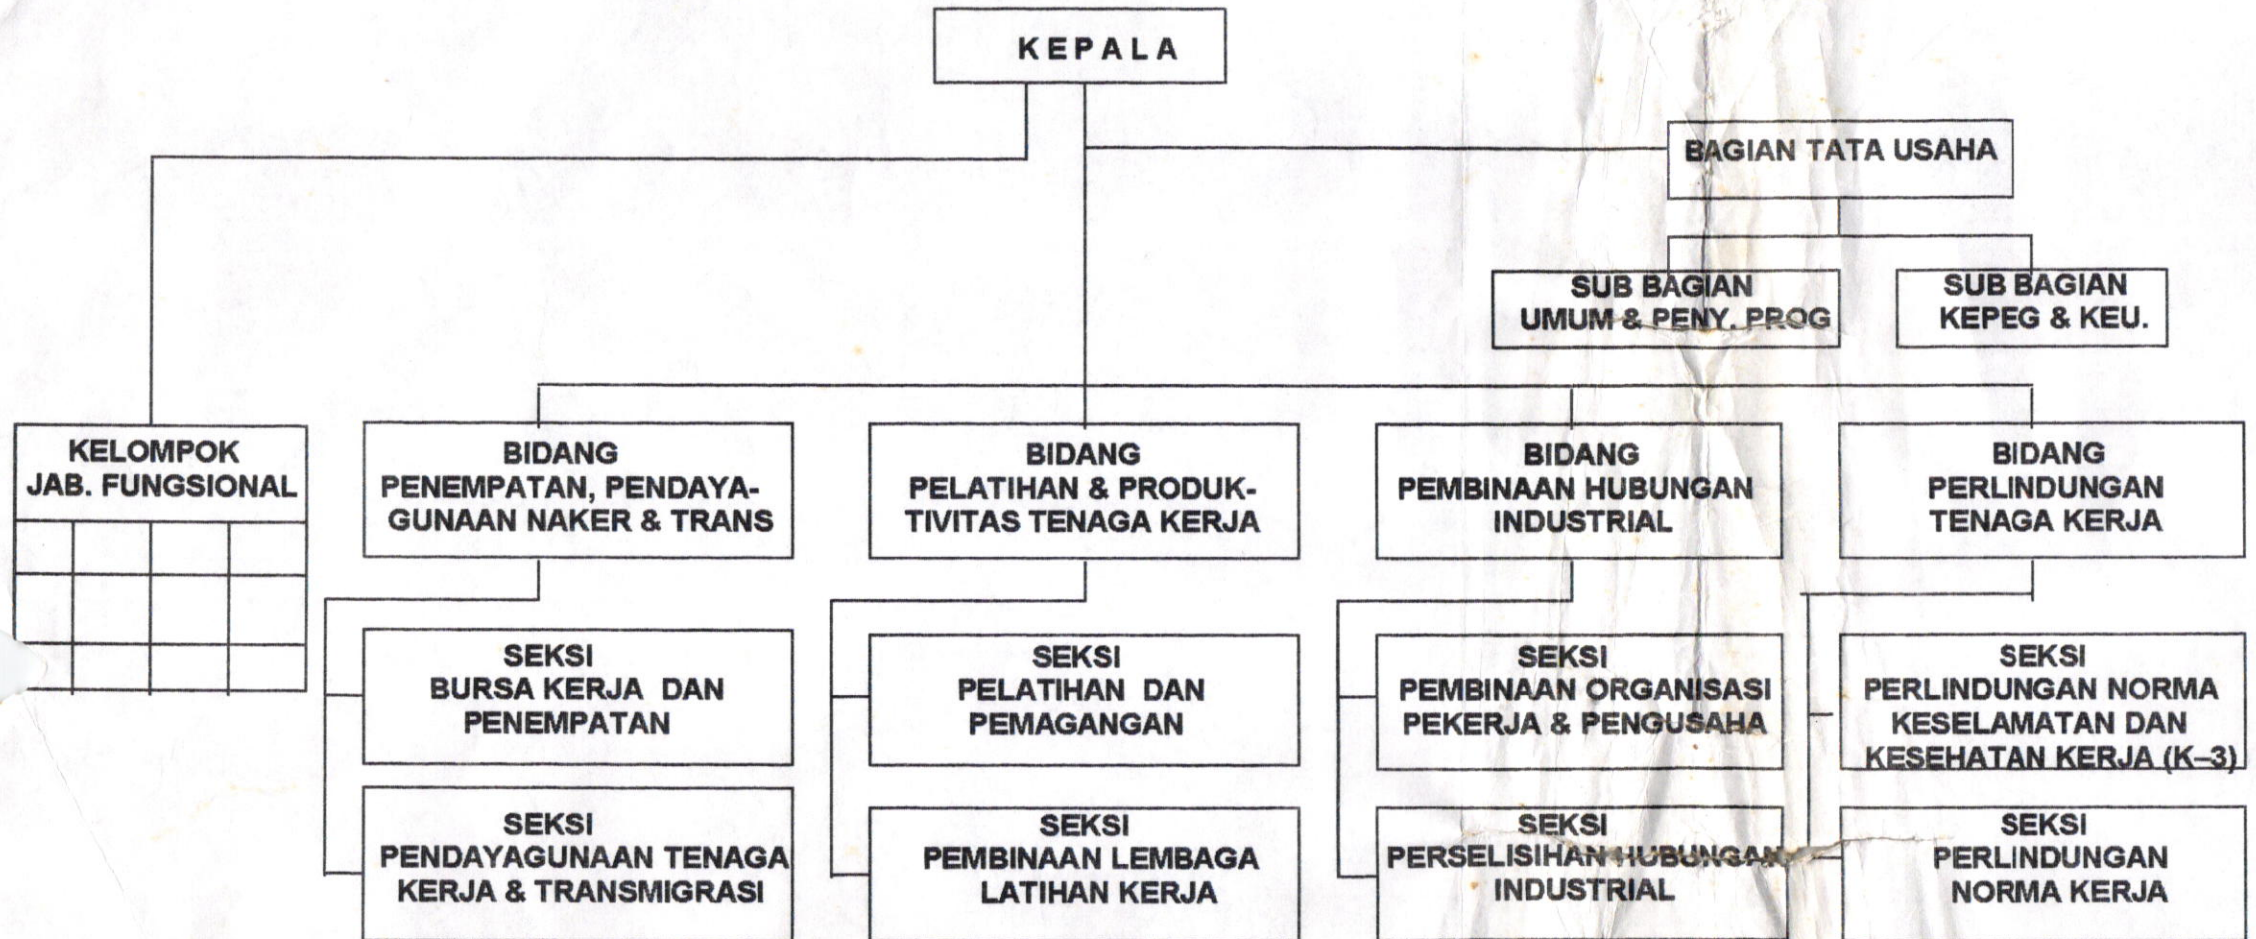 KEPALA
BAGIAN TATA USAHA
SUB BAGIAN
UMUM & PENY. PROG
SUB BAGIAN
KEPEG & KEU.
KELOMPOK
JAB. FUNGSIONAL
BIDANG
PENEMPATAN, PENDAYA-
GUNAAN NAKER & TRANS
BIDANG
PELATIHAN & PRODUK-
TIVITAS TENAGA KERJA
BIDANG
PEMBINAAN HUBUNGAN
INDUSTRIAL
BIDANG
PERLINDUNGAN
TENAGA KERJA
SEKSI
BURSA KERJA DAN
PENEMPATAN
SEKSI
PELATIHAN DAN
PEMAGANGAN
SEKSI
PEMBINAAN ORGANISASI
PEKERJA & PENGUSAHA
SEKSI
PERLINDUNGAN NORMA
KESELAMATAN DAN
KESEHATAN KERJA (K–3)
SEKSI
PENDAYAGUNAAN TENAGA
KERJA & TRANSMIGRASI
SEKSI
PEMBINAAN LEMBAGA
LATIHAN KERJA
SEKSI
PERSELISIHAN HUBUNGAN
INDUSTRIAL
SEKSI
PERLINDUNGAN
NORMA KERJA